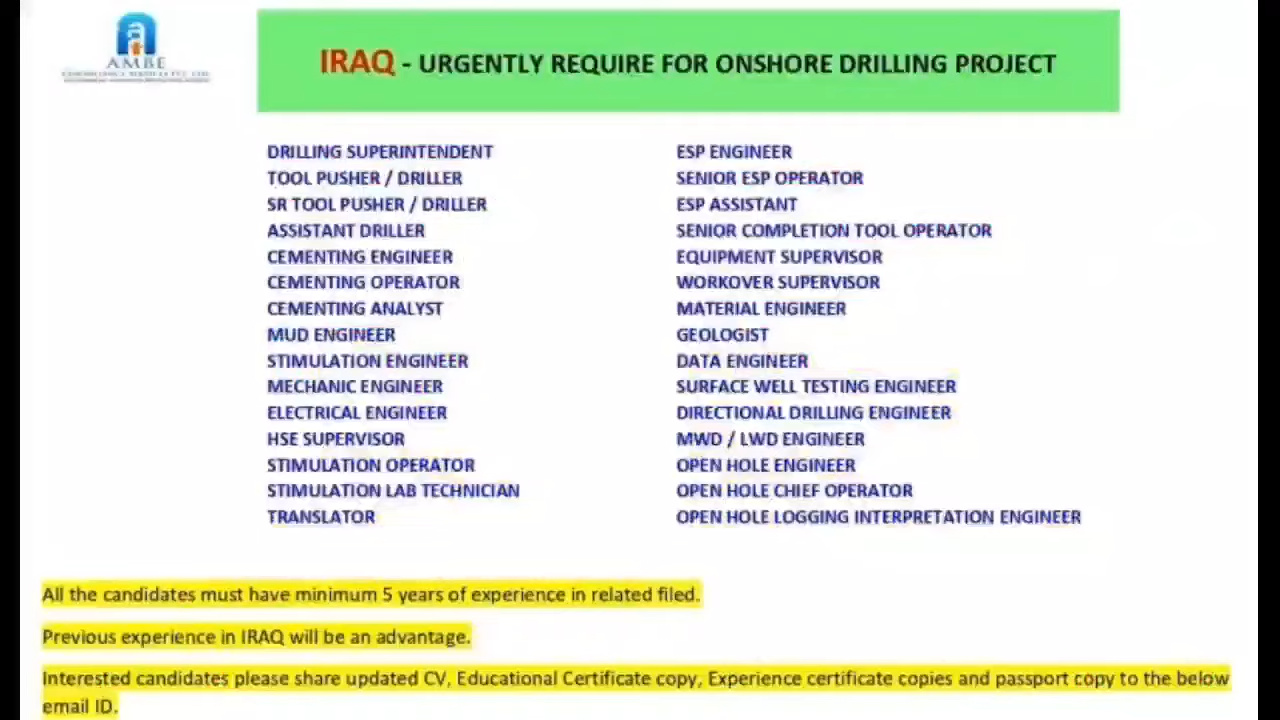 AMBE
IRAQ - URGENTLY REQUIRE FOR ONSHORE DRILLING PROJECT
DRILLING SUPERINTENDENT
TOOL PUSHER / DRILLER
SR TOOL PUSHER / DRILLER
ASSISTANT DRILLER
CEMENTING ENGINEER
CEMENTING OPERATOR
CEMENTING ANALYST
MUD ENGINEER
STIMULATION ENGINEER
MECHANIC ENGINEER
ELECTRICAL ENGINEER
HSE SUPERVISOR
STIMULATION OPERATOR
STIMULATION LAB TECHNICIAN
TRANSLATOR
ESP ENGINEER
SENIOR ESP OPERATOR
ESP ASSISTANT
SENIOR COMPLETION TOOL OPERATOR
EQUIPMENT SUPERVISOR
WORKOVER SUPERVISOR
MATERIAL ENGINEER
GEOLOGIST
DATA ENGINEER
SURFACE WELL TESTING ENGINEER
DIRECTIONAL DRILLING ENGINEER
MWD / LWD ENGINEER
OPEN HOLE ENGINEER
OPEN HOLE CHIEF OPERATOR
OPEN HOLE LOGGING INTERPRETATION ENGINEER
All the candidates must have minimum 5 years of experience in related filed.
Previous experience in IRAQ will be an advantage.
Interested candidates please share updated CV, Educational Certificate copy, Experience certificate copies and passport copy to the below
email ID.